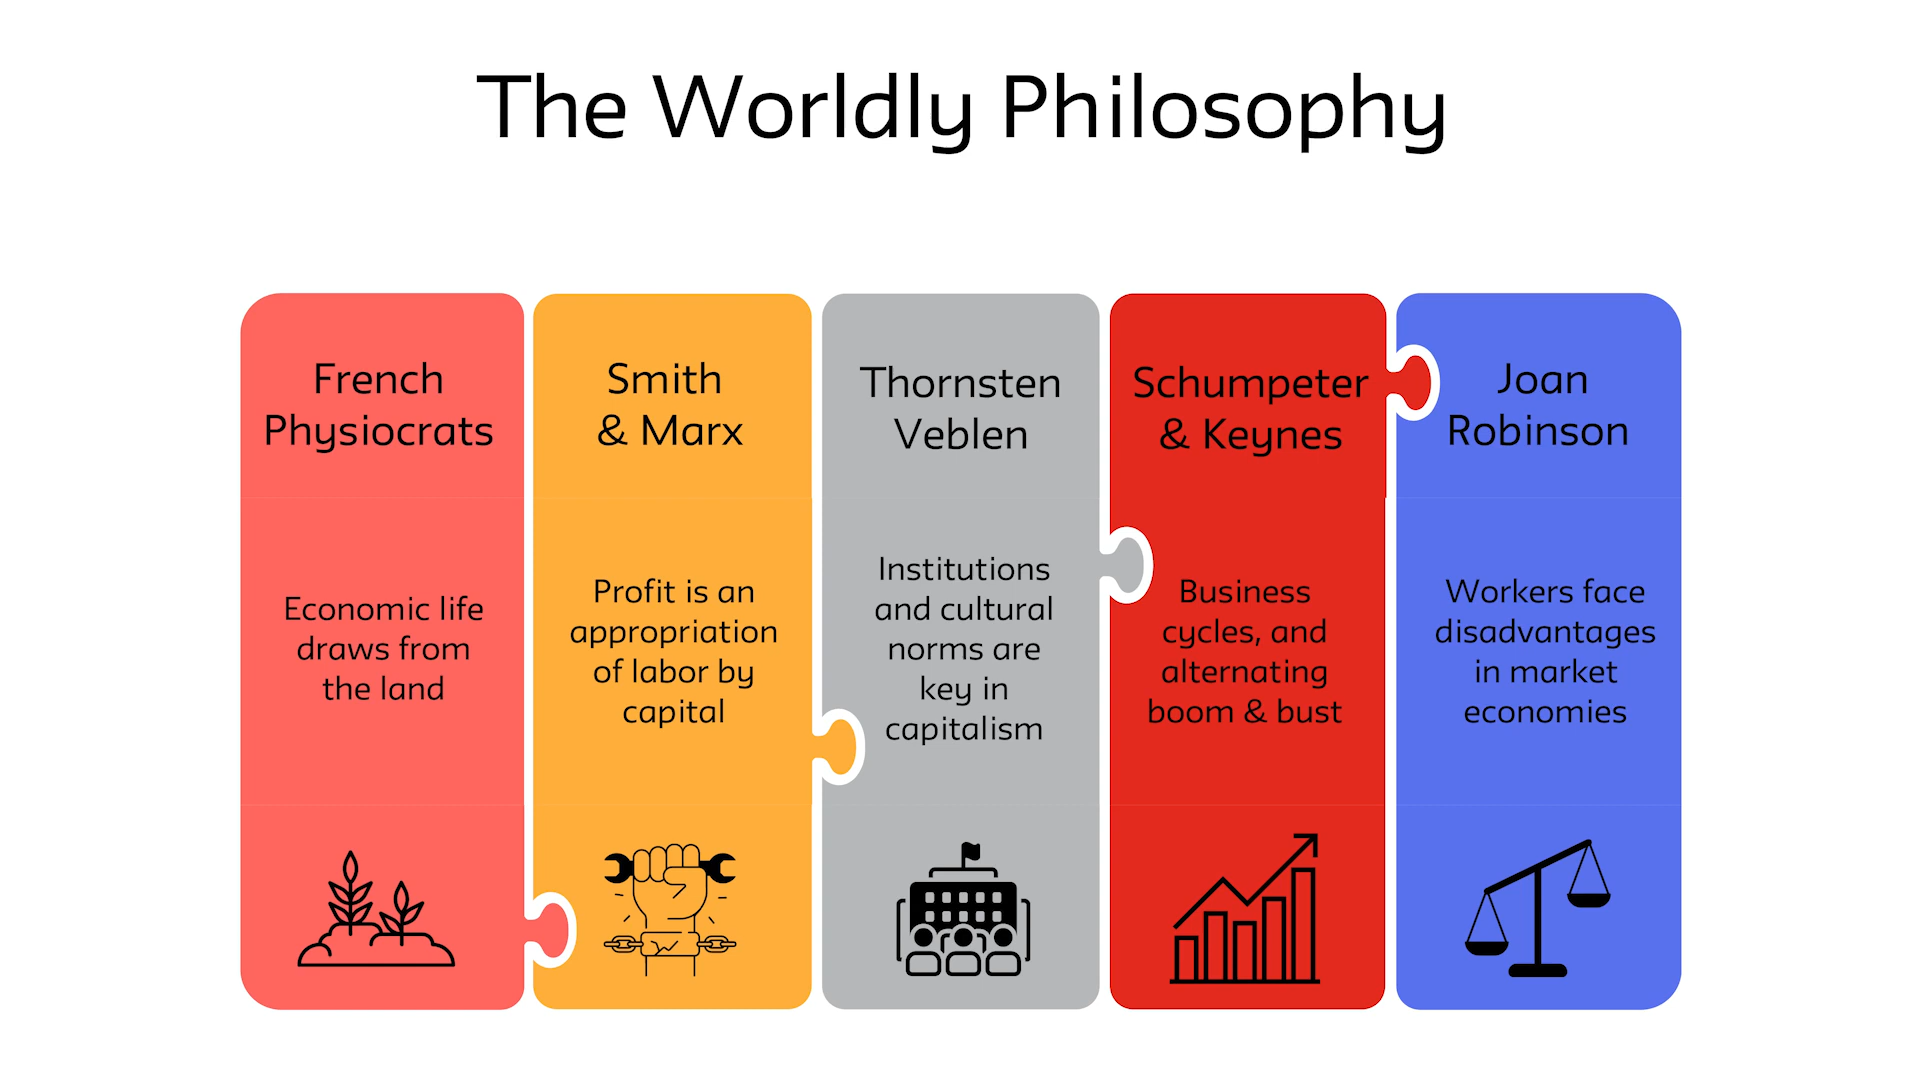 The Worldly Philosophy
French
Physiocrats
Economic life
draws from
the land
Smith
& Marx
Profit is an
appropriation
of labor by
capital
Thornsten
Veblen
Institutions
and cultural
norms are
key in
capitalism
Schumpeter
& Keynes
Business
cycles, and
alternating
boom & bust
Joan
Robinson
Workers face
disadvantages
in market
economies